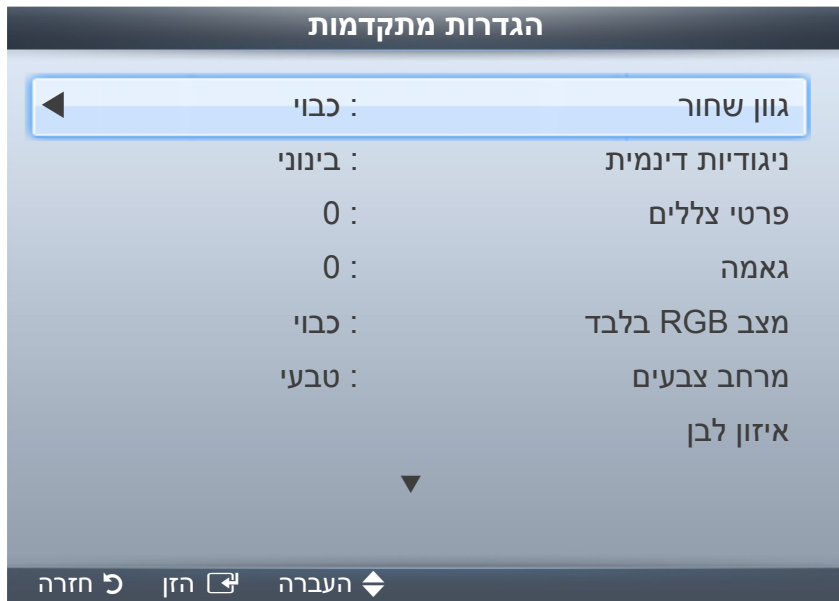 הגדרות מתקדמות
גוון שחור : כבוי
ניגודיות דינמית : בינוני
פרטי צללים : 0
גאמה : 0
מצב RGB בלבד : כבוי
מרחב צבעים : טבעי
איזון לבן
העברה הזן חזרה